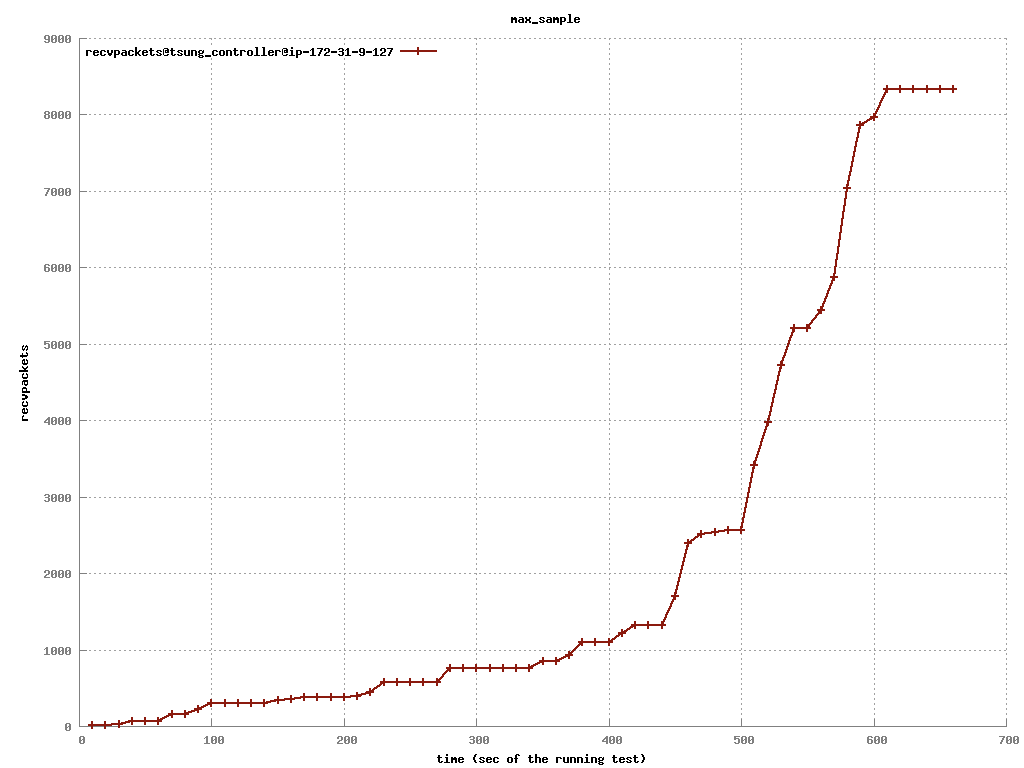 max_sample
9000
recvpackets@tsung_controller@ip-172-31-9-127
8000
7000
6000
5000
recvpackets
4000
3000
2000
1000
0
0 100 200 300 400 500 600 700
time (sec of the running test)